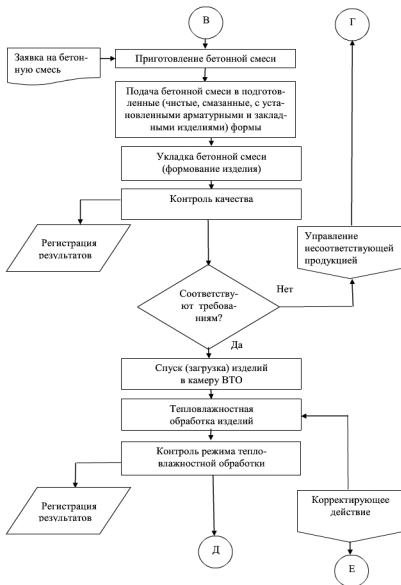 В
Г
Заявка на бетон-
ную смесь
Приготовление бетонной смеси
Подача бетонной смеси в подготов-
ленные (чистые, смазанные, с уста-
новленными арматурными и заклад-
ными изделиями) формы
Укладка бетонной смеси
(формование изделия)
Контроль качества
Регистрация
результатов
Управление
несоответствующей
продукцией
Соответству-
ют требова-
ниям?
Нет
Да
Спуск (загрузка) изделий
в камеру ВТО
Тепловлажностная
обработка изделий
Контроль режима тепло-
влажностной обработки
Регистрация
результатов
Корректирующее
действие
Д
Е